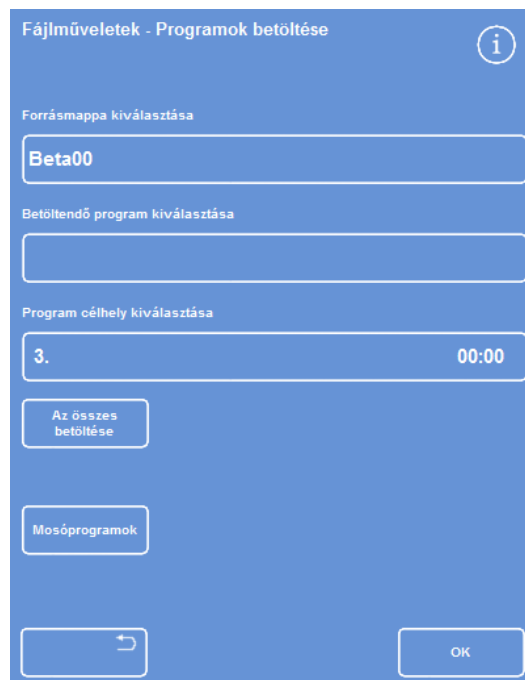 Fájlműveletek - Programok betöltése
i
Forrásmappa kiválasztása
Beta00
Betöltendő program kiválasztása
Program célhely kiválasztása
3. 00:00
Az összes
betöltése
Mosóprogramok
OK